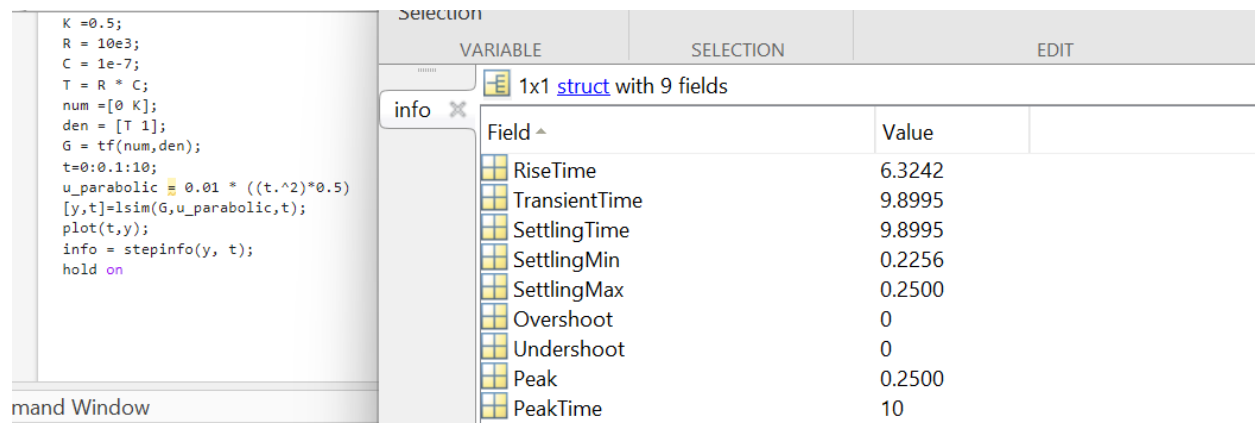 K =0.5;
R = 10e3;
C = 1e-7;
T = R * C;
num =[0 K];
den = [T 1];
G = tf(num,den);
t=0:0.1:10;
u_parabolic = 0.01 * ((t.^2)*0.5)
[y,t]=lsim(G,u_parabolic,t);
plot(t,y);
info = stepinfo(y, t);
hold on
mand Window
Selection
VARIABLE SELECTION EDIT
1x1 struct with 9 fields
info
Field Value
RiseTime 6.3242
TransientTime 9.8995
SettlingTime 9.8995
SettlingMin 0.2256
SettlingMax 0.2500
Overshoot 0
Undershoot 0
Peak 0.2500
PeakTime 10